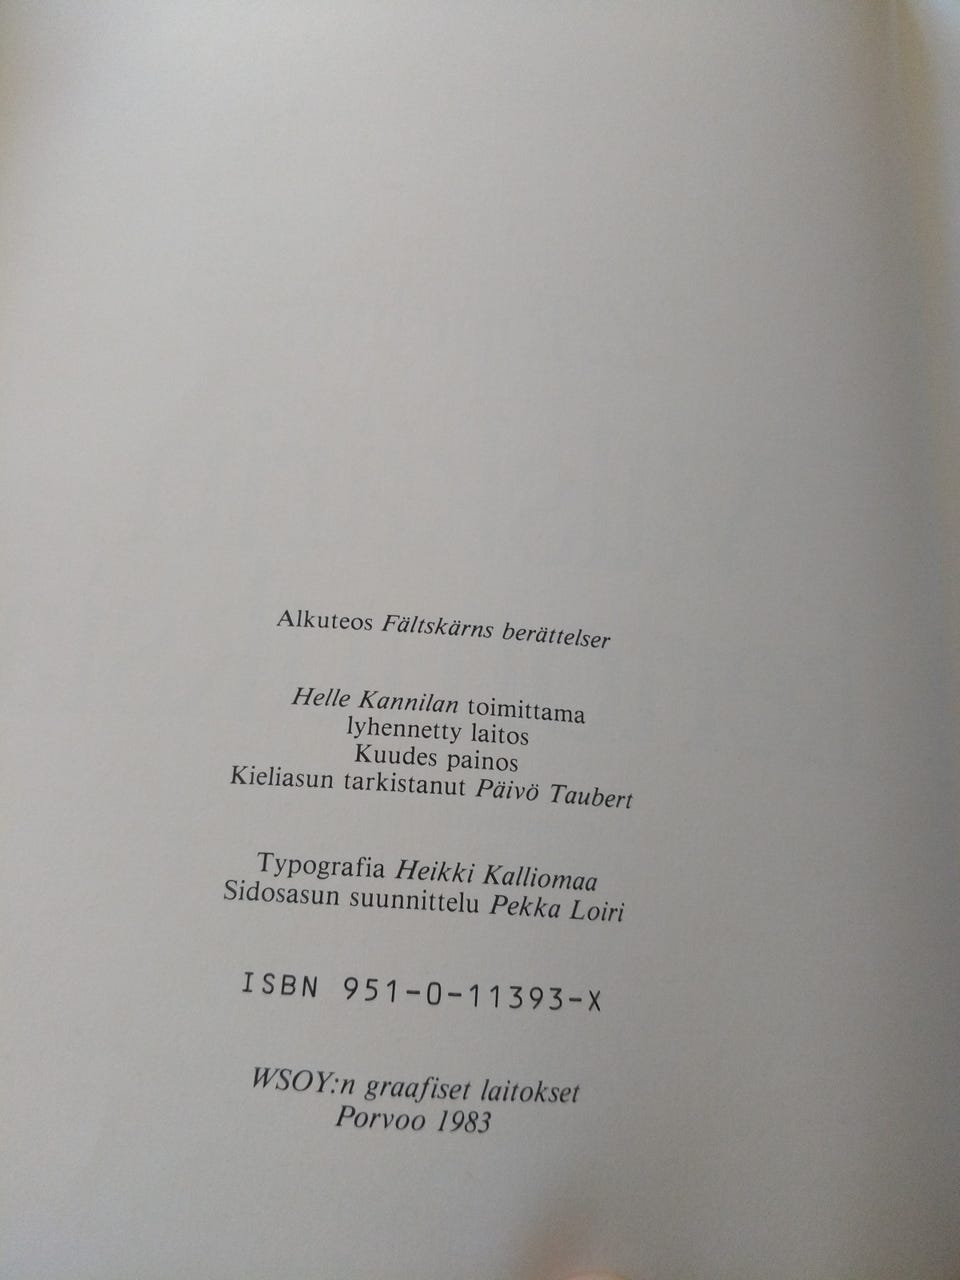 Alkuteos Fältskärns berättelser
Helle Kannilan toimittama
lyhennetty laitos
Kuudes painos
Kieliasun tarkistanut Päivö Taubert
Typografia Heikki Kalliomaa
Sidosasun suunnittelu Pekka Loiri
ISBN 951-0-11393-X
WSOY:n graafiset laitokset
Porvoo 1983